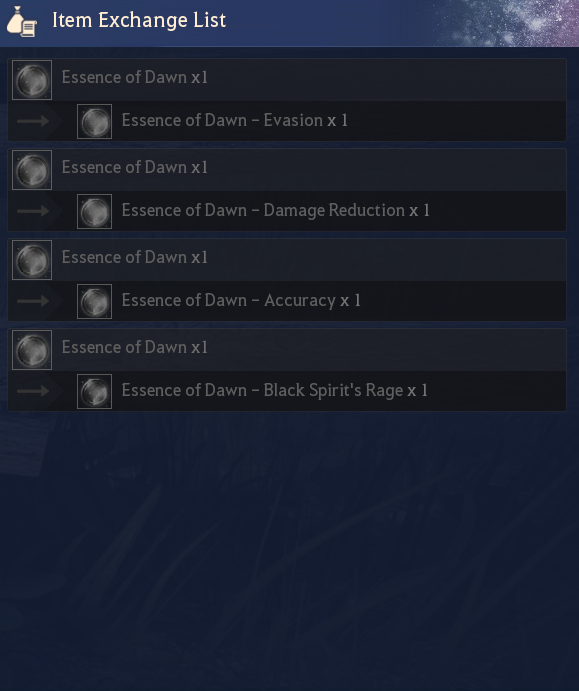 Item Exchange List
Essence of Dawn x1
Essence of Dawn - Evasion x 1
Essence of Dawn x1
Essence of Dawn - Damage Reduction x 1
Essence of Dawn x1
Essence of Dawn - Accuracy x 1
Essence of Dawn x1
Essence of Dawn - Black Spirit's Rage x 1